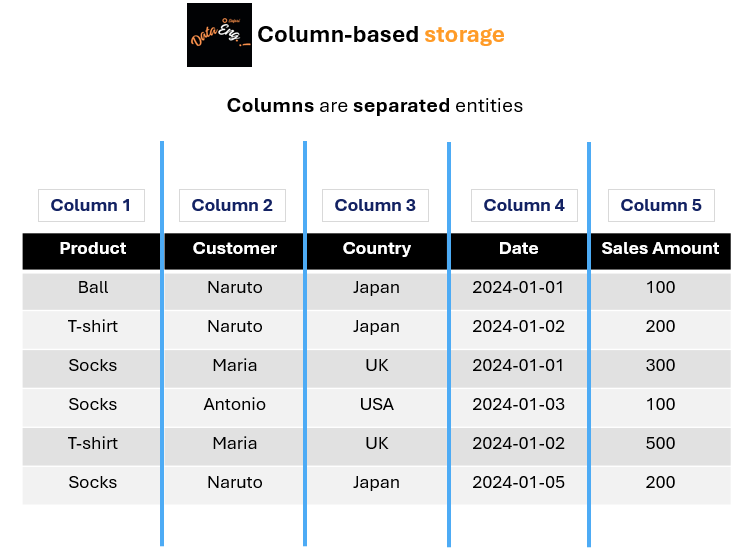 Data Eng.
Column-based storage
Columns are separated entities
Column 1 Column 2 Column 3 Column 4 Column 5
Product Customer Country Date Sales Amount
Ball Naruto Japan 2024-01-01 100
T-shirt Naruto Japan 2024-01-02 200
Socks Maria UK 2024-01-01 300
Socks Antonio USA 2024-01-03 100
T-shirt Maria UK 2024-01-02 500
Socks Naruto Japan 2024-01-05 200